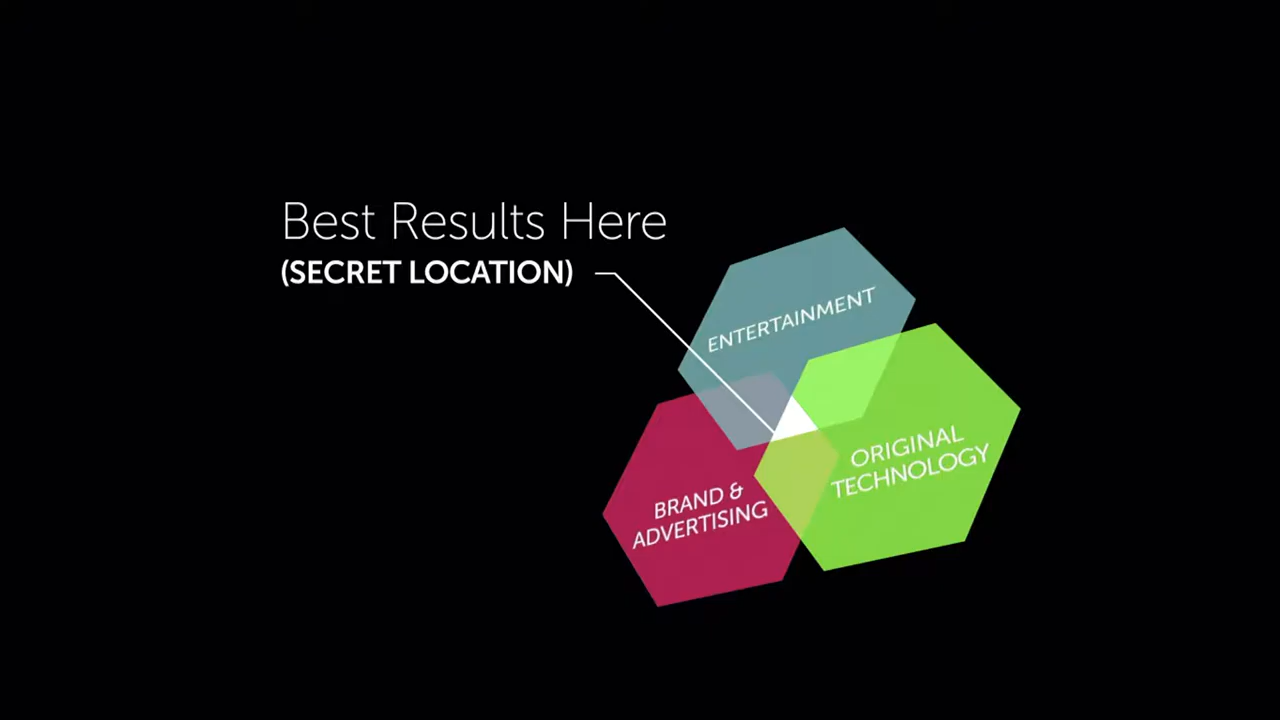 Best Results Here
(SECRET LOCATION)
ENTERTAINMENT
ORIGINAL
TECHNOLOGY
BRAND &
ADVERTISING